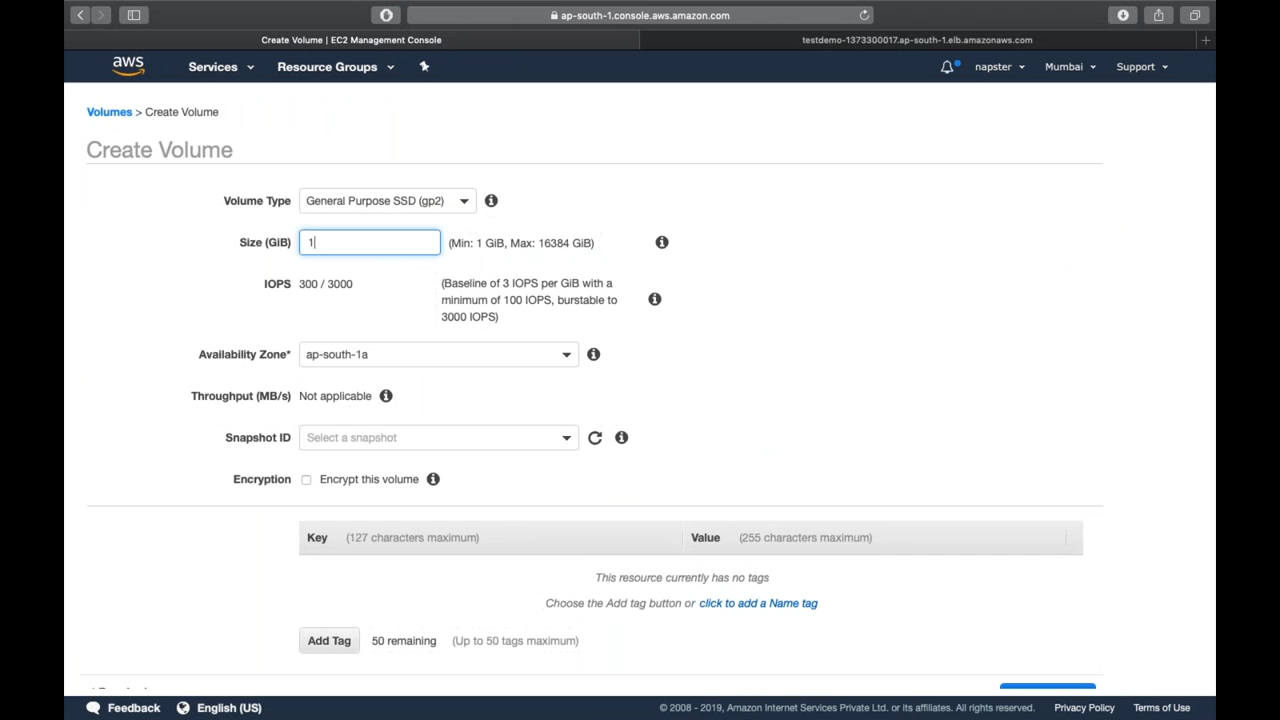 ap-south-1.console.aws.amazon.com
Create Volume | EC2 Management Console
testdemo-1373300017.ap-south-1.elb.amazonaws.com
aws Services Resource Groups napster Mumbai Support
Volumes > Create Volume
Create Volume
Volume Type General Purpose SSD (gp2)
Size (GiB) 1 (Min: 1 GiB, Max: 16384 GiB)
IOPS 300 / 3000 (Baseline of 3 IOPS per GiB with a
minimum of 100 IOPS, burstable to
3000 IOPS)
Availability Zone* ap-south-1a
Throughput (MB/s) Not applicable
Snapshot ID Select a snapshot
Encryption Encrypt this volume
Key (127 characters maximum) Value (255 characters maximum)
This resource currently has no tags
Choose the Add tag button or click to add a Name tag
Add Tag 50 remaining (Up to 50 tags maximum)
Feedback English (US) © 2008 - 2019, Amazon Internet Services Private Ltd. or its affiliates. All rights reserved. Privacy Policy Terms of Use